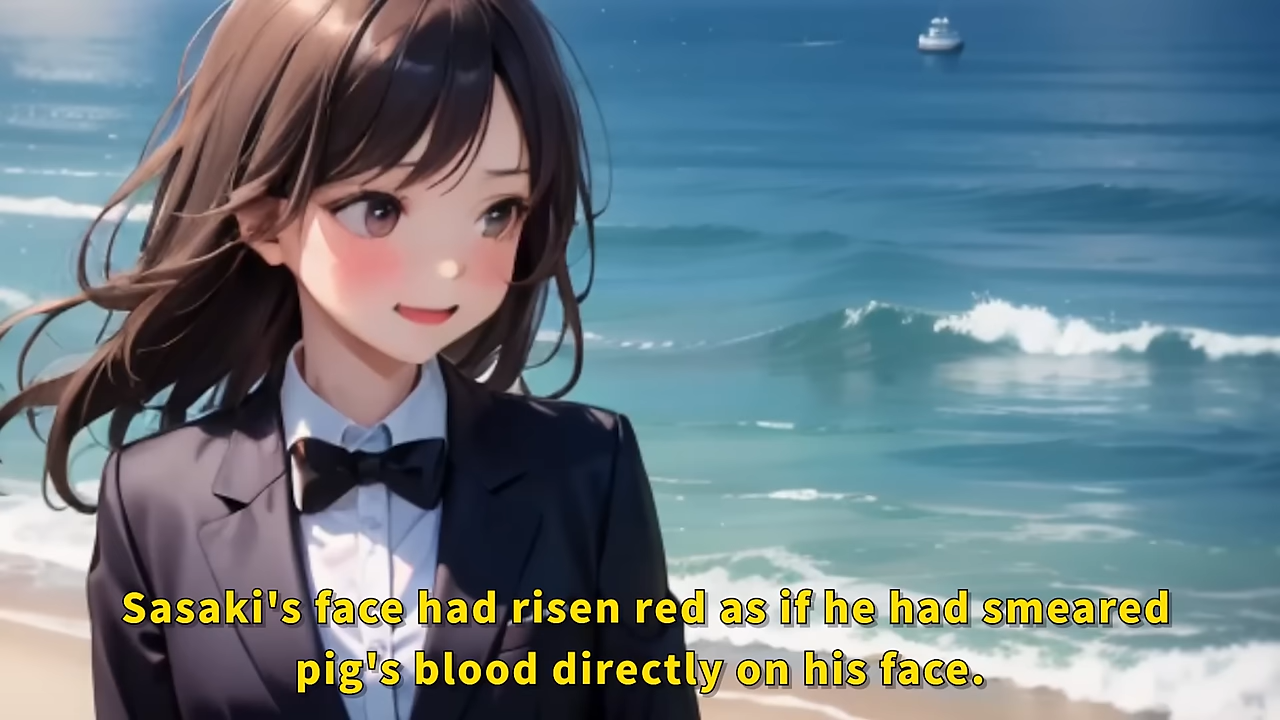 Sasaki's face had risen red as if he had smeared
pig's blood directly on his face.